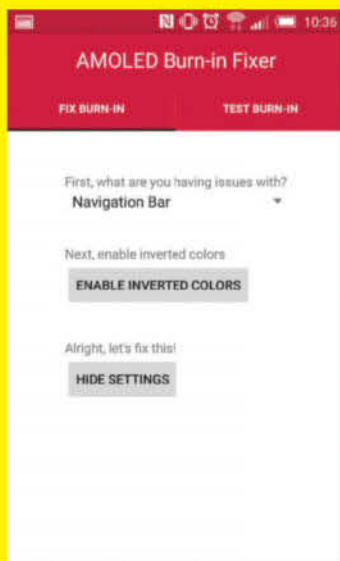 10:36
AMOLED Burn-in Fixer
FIX BURN-IN TEST BURN-IN
First, what are you having issues with?
Navigation Bar
Next, enable inverted colors
ENABLE INVERTED COLORS
Alright, let's fix this!
HIDE SETTINGS